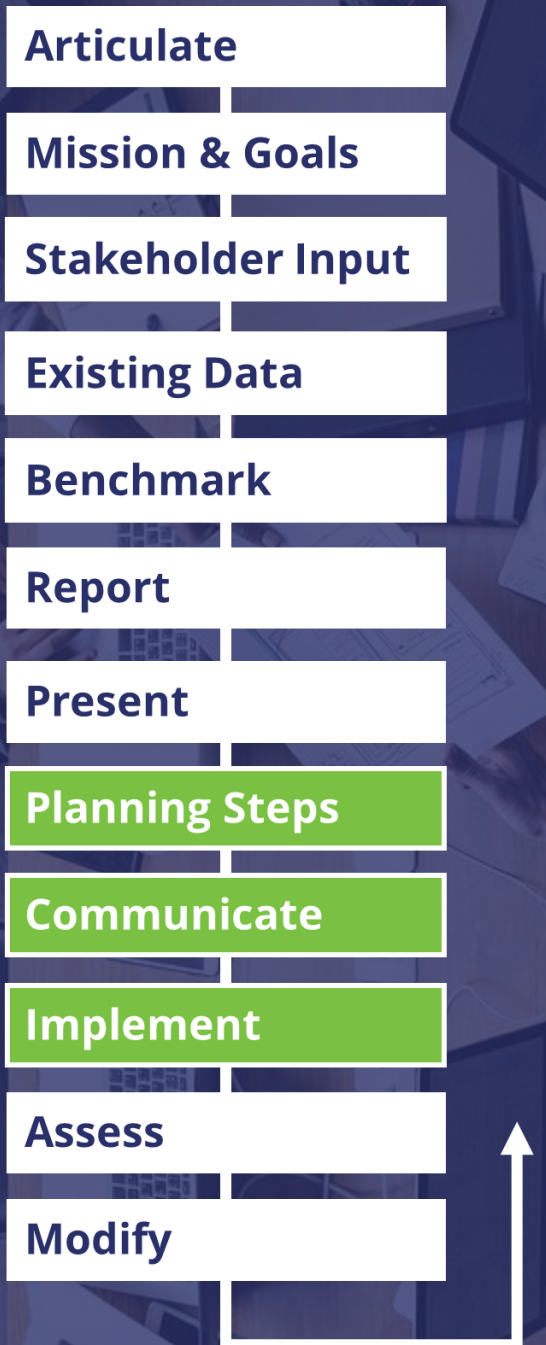 Articulate
Mission & Goals
Stakeholder Input
Existing Data
Benchmark
Report
Present
Planning Steps
Communicate
Implement
Assess
Modify